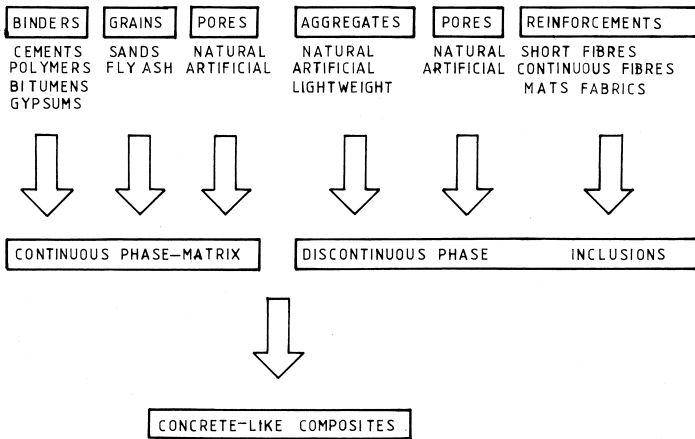 BINDERS GRAINS PORES AGGREGATES PORES REINFORCEMENTS
CEMENTS SANDS NATURAL NATURAL NATURAL SHORT FIBRES
POLYMERS FLY ASH ARTIFICIAL ARTIFICIAL ARTIFICIAL CONTINUOUS FIBRES
BITUMENS LIGHTWEIGHT MATS FABRICS
GYPSUMS
CONTINUOUS PHASE–MATRIX DISCONTINUOUS PHASE INCLUSIONS
CONCRETE–LIKE COMPOSITES